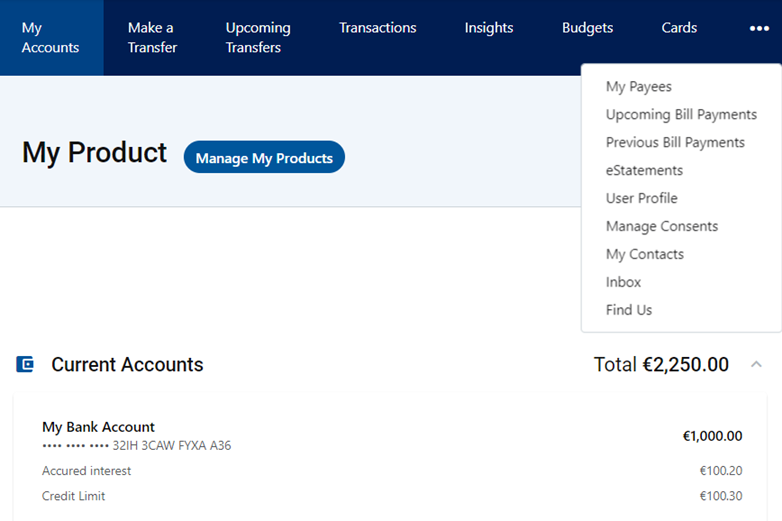 My
Accounts
Make a
Transfer
Upcoming
Transfers
Transactions
Insights
Budgets
Cards
My Payees
Upcoming Bill Payments
Previous Bill Payments
eStatements
User Profile
Manage Consents
My Contacts
Inbox
Find Us
My Product
Manage My Products
Current Accounts
Total €2,250.00
My Bank Account
•••• •••• •••• 32IH 3CAW FYXA A36
€1,000.00
Accured interest
€100.20
Credit Limit
€100.30